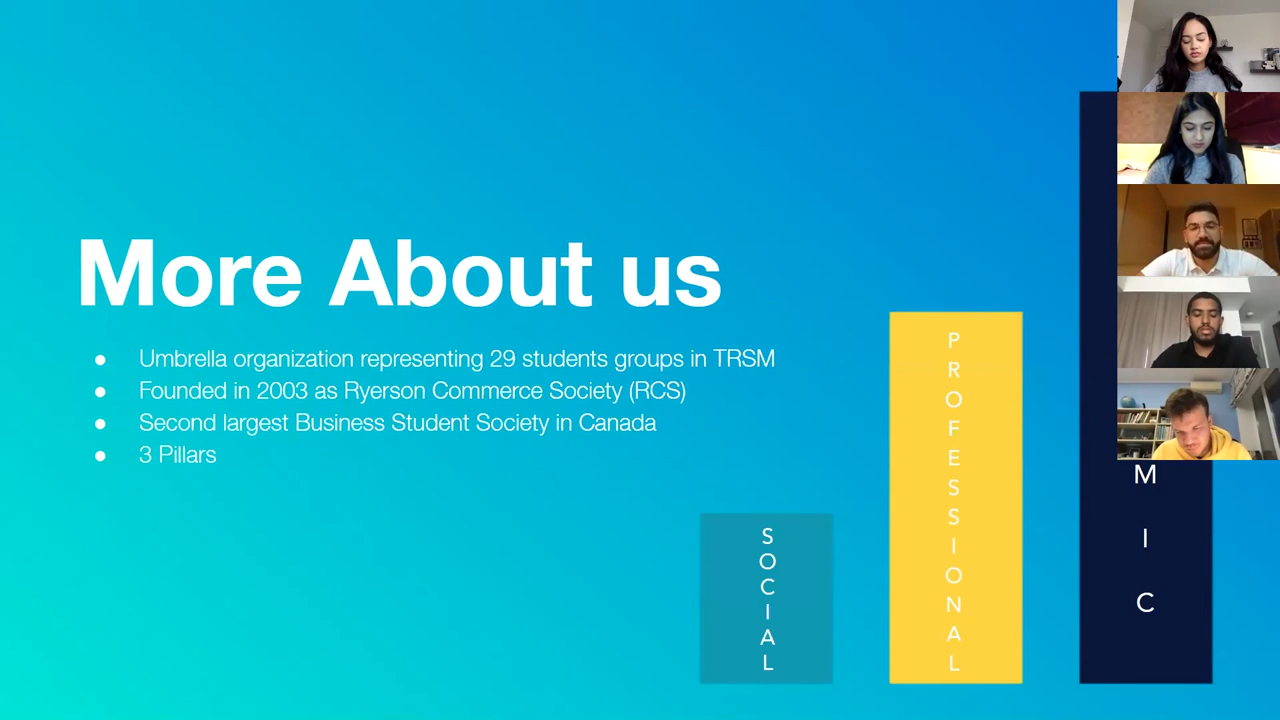 More About us
● Umbrella organization representing 29 students groups in TRSM
● Founded in 2003 as Ryerson Commerce Society (RCS)
● Second largest Business Student Society in Canada
● 3 Pillars
SOCIAL
PROFESSIONAL
MIC